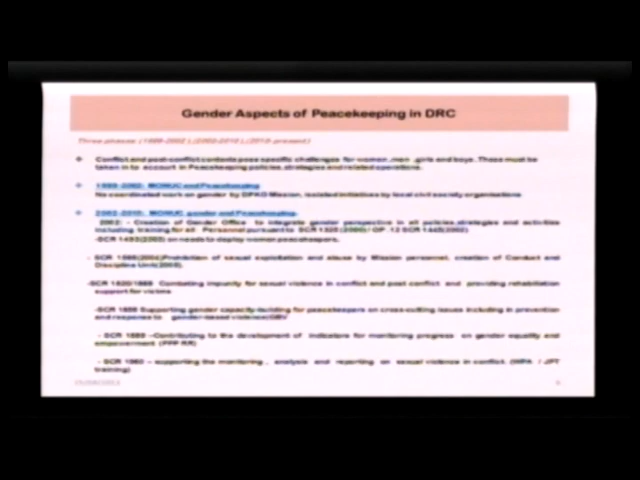 Gender Aspects of Peacekeeping in DRC
Three phases: (1999-2002 ),(2002-2010 ),(2010-present)
Conflict and post-conflict contexts pose specific challenges for women ,men ,girls and boys . These must be
taken in to account in Peacekeeping policies,strategies and related operations.
1999-2002: MONUC and Peacekeeping
No coordinated work on gender by DPKO Mission, isolated initiatives by local civil society organisations
2002-2010: MONUC gender and Peacekeeping.
2002: - Creation of Gender Office to integrate gender perspective in all policies,strategies and activities
including training for all Personnel pursuant to SCR 1325 (2000)/ OP .12 SCR 1445(2002)
-SCR 1493(2003) on needs to deploy women peacekeepers.
- SCR Prohibition of sexual exploitation and abuse by Mission personnel, creation of Conduct and
Discipline Unit(2005).
-SCR 1820/1888 Combating impunity for sexual violence in conflict and post conflict and providing rehabilitation
support for victims
-SCR Supporting gender capacity-building for peacekeepers on cross cutting issues including in prevention
and response to gender-based violence(GBV
- SCR 1889 –Contributing to the development of indicators for monitoring progress on gender equality and
empowerment (PPP RR)
- SCR 1960 – supporting the monitoring , analysis and reporting on sexual violence in conflict. (WPA / JPT
training)